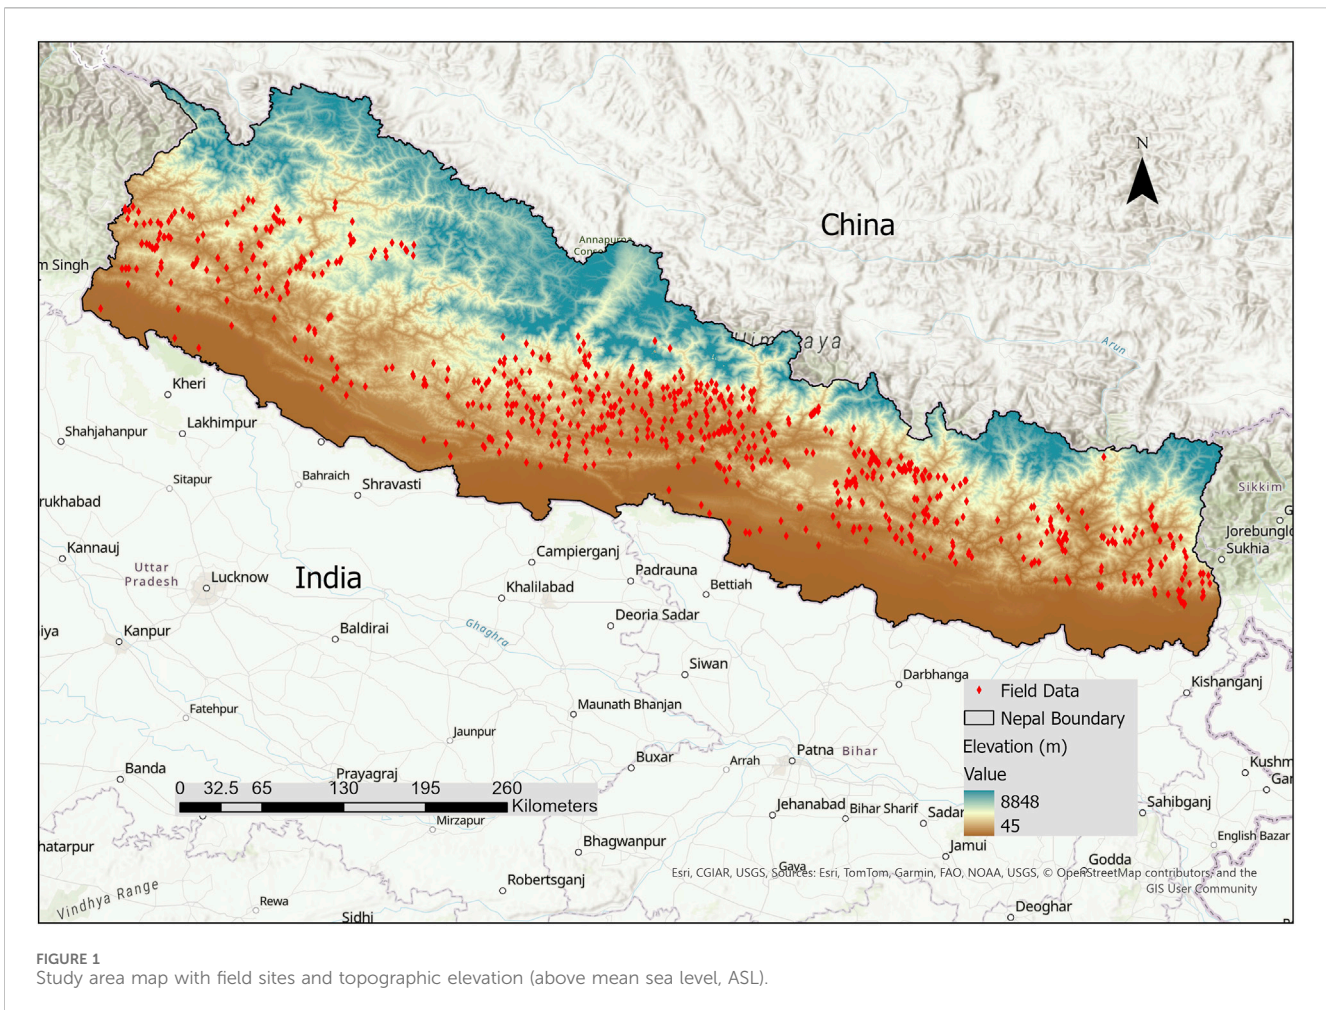 N
China
Annapurna
Himalaya
Arun
m Singh
Kheri
Lakhimpur
Shahjahanpur
Sitapur
Bahraich
Shravasti
rukhabad
Kannauj
Uttar
Pradesh
Lucknow
India
Campierganj
Padrauna
Khalilabad
Bettiah
Sikkim
Sukhia
iya
Kanpur
Baldirai
Ghaghra
Deoria Sadar
Siwan
Darbhanga
Kishanganj
Fatehpur
Maunath Bhanjan
Jaunpur
Banda
Prayagraj
Buxar
Arrah
Patna
Bihar
Field Data
Nepal Boundary
Elevation (m)
Value
8848
45
Kushm
Gar
0 32.5 65 130 195 260
Kilometers
Mirzapur
Jehanabad
Bihar Sharif
Sadar
Sahibganj
English Bazar
hatarpur
Bhagwanpur
Jamui
Godda
Gaya
Esri, CGIAR, USGS, Sources: Esri, TomTom, Garmin, FAO, NOAA, USGS, © OpenStreetMap contributors, and the
GIS User Community
Robertsganj
Vindhya Range
Rewa
Sidhi
Deoghar
FIGURE 1
Study area map with field sites and topographic elevation (above mean sea level, ASL).